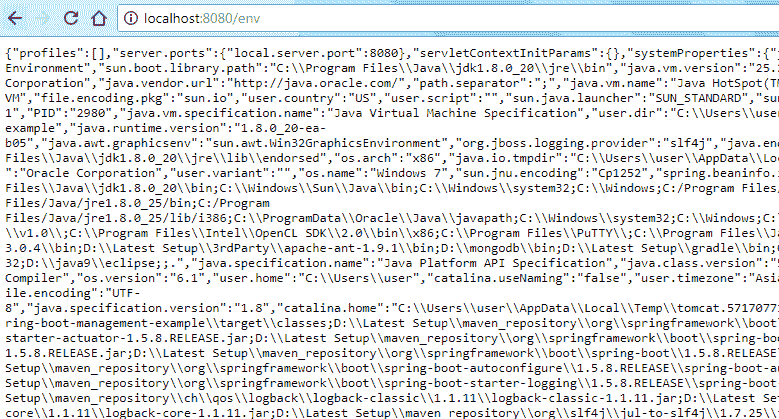 localhost:8080/env
{"profiles":[],"server.ports":{"local.server.port":8080},"servletContextInitParams":{},"systemProperties":{"
Environment","sun.boot.library.path":"C:\\Program Files\\Java\\jdk1.8.0_20\\jre\\bin","java.vm.version":"25.
Corporation","java.vendor.url":"http://java.oracle.com/","path.separator":";","java.vm.name":"Java HotSpot(T
VM","file.encoding.pkg":"sun.io","user.country":"US","user.script":"","sun.java.launcher":"SUN_STANDARD","su
1","PID":"2980","java.vm.specification.name":"Java Virtual Machine Specification","user.dir":"C:\\Users\\use
example","java.runtime.version":"1.8.0_20-ea-
b05","java.awt.graphicsenv":"sun.awt.Win32GraphicsEnvironment","org.jboss.logging.provider":"slf4j","java.en
Files\\Java\\jdk1.8.0_20\\jre\\lib\\endorsed","os.arch":"x86","java.io.tmpdir":"C:\\Users\\user\\AppData\\Lo
":"Oracle Corporation","user.variant":"","os.name":"Windows 7","sun.jnu.encoding":"Cp1252","spring.beaninfo.
Files\\Java\\jdk1.8.0_20\\bin;C:\\Windows\\Sun\\Java\\bin;C:\\Windows\\system32;C:\\Windows;C:/Program Files/
Files/Java/jre1.8.0_25/bin;C:/Program
Files/Java/jre1.8.0_25/lib/i386;C:\\ProgramData\\Oracle\\Java\\javapath;C:\\Windows\\system32;C:\\Windows;C:
\\v1.0\\;C:\\Program Files\\Intel\\OpenCL SDK\\2.0\\bin\\x86;C:\\Program Files\\PuTTY\\;C:\\Program Files\\J
3.0.4\\bin;D:\\Latest Setup\\3rdParty\\apache-ant-1.9.1\\bin;D:\\mongodb\\bin;D:\\Latest Setup\\gradle\\bin;
32;D:\\java9\\eclipse;;.","java.specification.name":"Java Platform API Specification","java.class.version":"
Compiler","os.version":"6.1","user.home":"C:\\Users\\user","catalina.useNaming":"false","user.timezone":"Asi
ile.encoding":"UTF-
8","java.specification.version":"1.8","catalina.home":"C:\\Users\\user\\AppData\\Local\\Temp\\tomcat.5717077
ring-boot-management-example\\target\\classes;D:\\Latest Setup\\maven_repository\\org\\springframework\\boot
starter-actuator-1.5.8.RELEASE.jar;D:\\Latest Setup\\maven_repository\\org\\springframework\\boot\\spring-bo
1.5.8.RELEASE.jar;D:\\Latest Setup\\maven_repository\\org\\springframework\\boot\\spring-boot\\1.5.8.RELEASE
Setup\\maven_repository\\org\\springframework\\boot\\spring-boot-autoconfigure\\1.5.8.RELEASE\\spring-boot-a
Setup\\maven_repository\\org\\springframework\\boot\\spring-boot-starter-logging\\1.5.8.RELEASE\\spring-boot
Setup\\maven_repository\\ch\\qos\\logback\\logback-classic\\1.1.11\\logback-classic-1.1.11.jar;D:\\Latest Se
core\\1.1.11\\logback-core-1.1.11.jar;D:\\Latest Setup\\maven_repository\\org\\slf4j\\jul-to-slf4j\\1.7.25